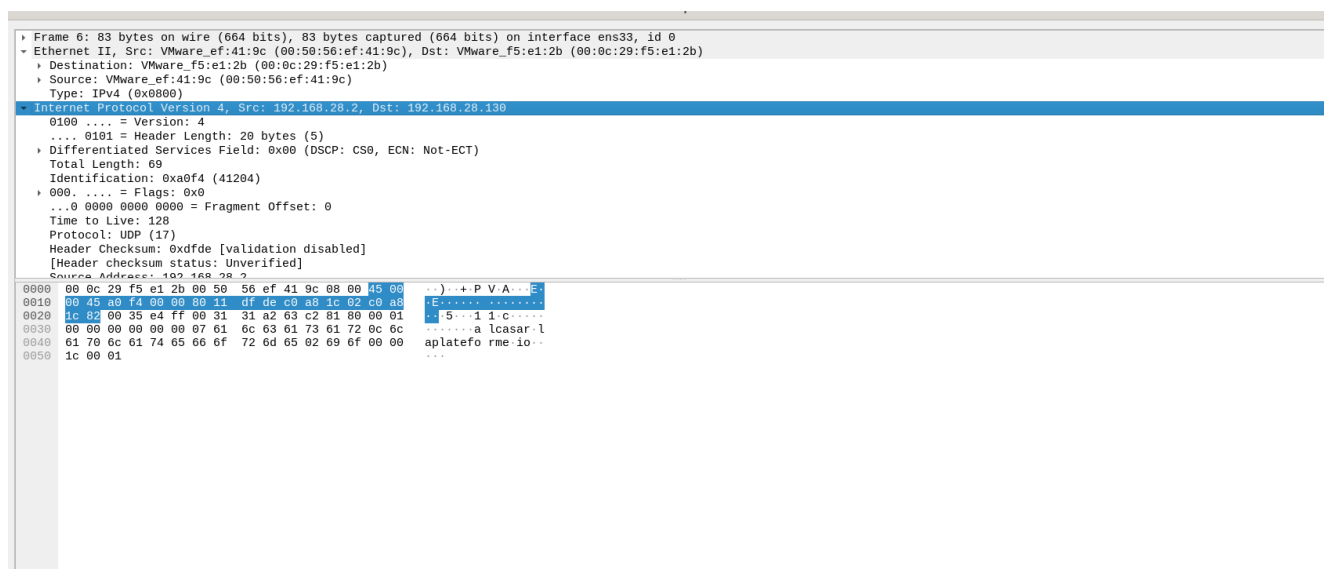 Frame 6: 83 bytes on wire (664 bits), 83 bytes captured (664 bits) on interface ens33, id 0
Ethernet II, Src: VMware_ef:41:9c (00:50:56:ef:41:9c), Dst: VMware_f5:e1:2b (00:0c:29:f5:e1:2b)
Destination: VMware_f5:e1:2b (00:0c:29:f5:e1:2b)
Source: VMware_ef:41:9c (00:50:56:ef:41:9c)
Type: IPv4 (0x0800)
Internet Protocol Version 4, Src: 192.168.28.2, Dst: 192.168.28.130
0100 .... = Version: 4
.... 0101 = Header Length: 20 bytes (5)
Differentiated Services Field: 0x00 (DSCP: CS0, ECN: Not-ECT)
Total Length: 69
Identification: 0xa0f4 (41204)
000. .... = Flags: 0x0
...0 0000 0000 0000 = Fragment Offset: 0
Time to Live: 128
Protocol: UDP (17)
Header Checksum: 0xdfde [validation disabled]
[Header checksum status: Unverified]
Source Address: 192.168.28.2
0000 00 0c 29 f5 e1 2b 00 50 56 ef 41 9c 08 00 45 00 ··)··+·P V·A···E·
0010 00 45 a0 f4 00 00 80 11 df de c0 a8 1c 02 c0 a8 ·E······ ········
0020 1c 82 00 35 e4 ff 00 31 31 a2 63 c2 81 80 00 01 ···5···1 1·c·····
0030 00 00 00 00 00 00 07 61 6c 63 61 73 61 72 0c 6c ·······a lcasar·l
0040 61 70 6c 61 74 65 66 6f 72 6d 65 02 69 6f 00 00 aplatefo rme·io··
0050 1c 00 01 ···